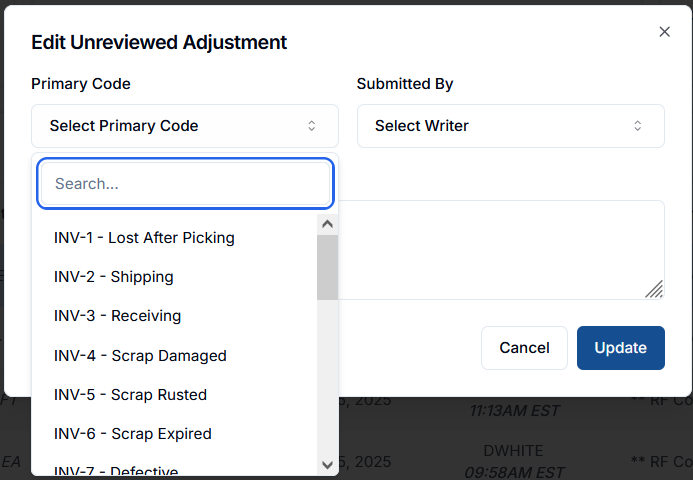 Edit Unreviewed Adjustment
Primary Code
Submitted By
Select Primary Code
Select Writer
Search...
INV-1 - Lost After Picking
INV-2 - Shipping
INV-3 - Receiving
INV-4 - Scrap Damaged
INV-5 - Scrap Rusted
INV-6 - Scrap Expired
INV-7 - Defective
Cancel
Update
5, 2025
11:13AM EST
** RF Co
EA
5, 2025
DWHITE
09:58AM EST
** RF Co